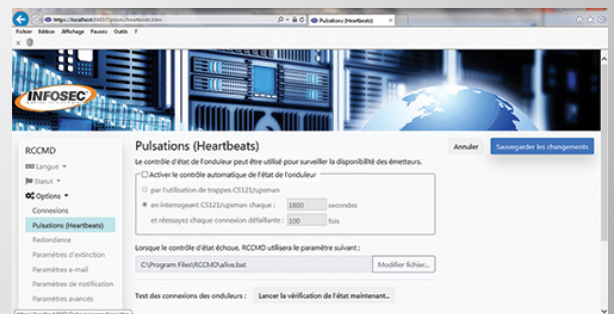 https://localhost:8443/Options/heartbeats.htm
Pulsations (Heartbeats)
Fichier Edition Affichage Favoris Outils ?
INFOSEC
RCCMD
Langue
Statut
Options
Connexions
Pulsations (Heartbeats)
Redondance
Paramètres d'extinction
Paramètres e-mail
Paramètres de notification
Paramètres avancés
Pulsations (Heartbeats)
Annuler
Sauvegarder les changements
Le contrôle d'état de l'onduleur peut être utilisé pour surveiller la disponibilité des émetteurs.
Activer le contrôle automatique de l'état de l'onduleur
par l'utilisation de trappes CS121/upsman
en interrogeant CS121/upsman chaque : 1800 secondes
et réessayez chaque connexion défaillante : 100 fois
Lorsque le contrôle d'état échoue, RCCMD utilisera le paramètre suivant :
C:\Program Files\RCCMD\alive.bat
Modifier fichier...
Test des connexions des onduleurs :
Lancer la vérification de l'état maintenant...